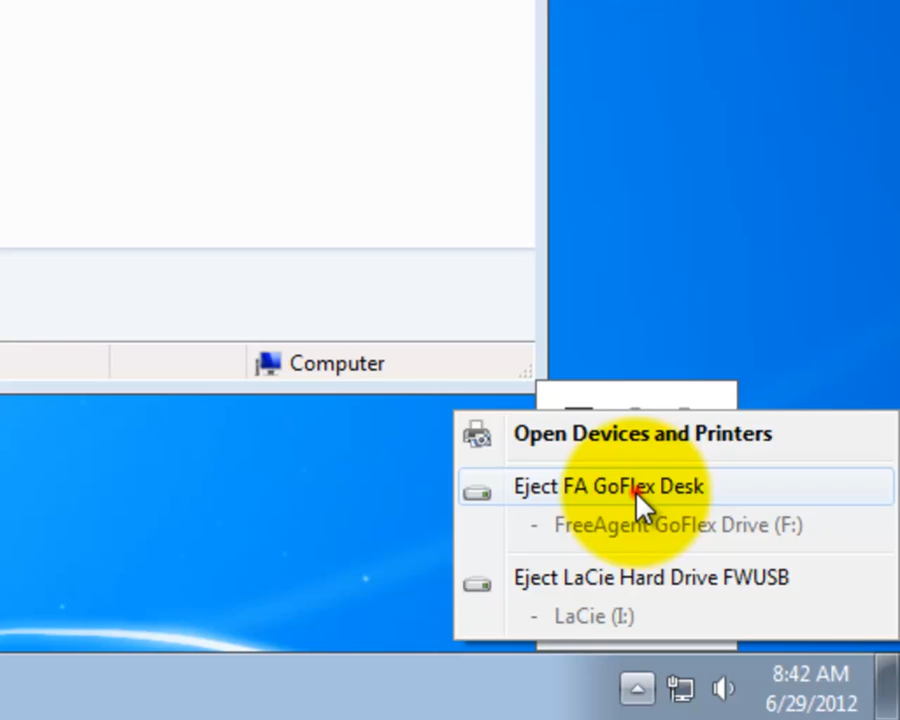 Computer
Open Devices and Printers
Eject FA GoFlex Desk
- FreeAgent GoFlex Drive (F:)
Eject LaCie Hard Drive FWUSB
- LaCie (I:)
8:42 AM
6/29/2012